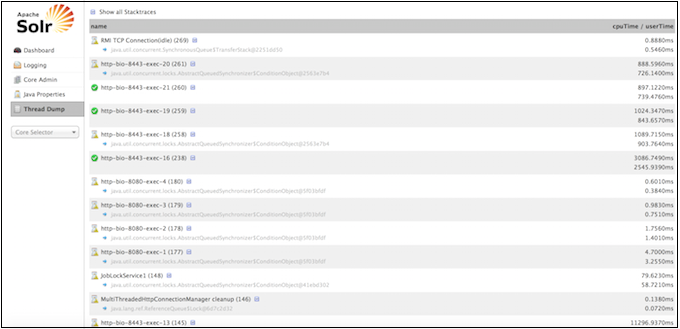 Apache
Solr
Dashboard
Logging
Core Admin
Java Properties
Thread Dump
Core Selector
Show all Stacktraces
name cpuTime / userTime
RMI TCP Connection(idle) (269) 0.8880ms
java.util.concurrent.SynchronousQueue$TransferStack@2251dd50 0.5460ms
http-bio-8443-exec-20 (261) 888.5960ms
java.util.concurrent.locks.AbstractQueuedSynchronizer$ConditionObject@2563e7b4 726.1400ms
http-bio-8443-exec-21 (260) 897.1220ms
739.4760ms
http-bio-8443-exec-19 (259) 1024.3470ms
843.6570ms
http-bio-8443-exec-18 (258) 1089.7150ms
java.util.concurrent.locks.AbstractQueuedSynchronizer$ConditionObject@2563e7b4 903.7640ms
http-bio-8443-exec-16 (238) 3086.7490ms
2545.9390ms
http-bio-8080-exec-4 (180) 0.6010ms
java.util.concurrent.locks.AbstractQueuedSynchronizer$ConditionObject@5f03bfdf 0.3840ms
http-bio-8080-exec-3 (179) 0.9830ms
java.util.concurrent.locks.AbstractQueuedSynchronizer$ConditionObject@5f03bfdf 0.7510ms
http-bio-8080-exec-2 (178) 1.7560ms
java.util.concurrent.locks.AbstractQueuedSynchronizer$ConditionObject@5f03bfdf 1.4010ms
http-bio-8080-exec-1 (177) 4.7000ms
java.util.concurrent.locks.AbstractQueuedSynchronizer$ConditionObject@5f03bfdf 3.2550ms
JobLockService1 (148) 79.6230ms
java.util.concurrent.locks.AbstractQueuedSynchronizer$ConditionObject@41ebd302 58.7210ms
MultiThreadedHttpConnectionManager cleanup (146) 0.1380ms
java.lang.ref.ReferenceQueue$Lock@6d7c2d32 0.0720ms
http-bio-8443-exec-13 (145) 11296.9370ms